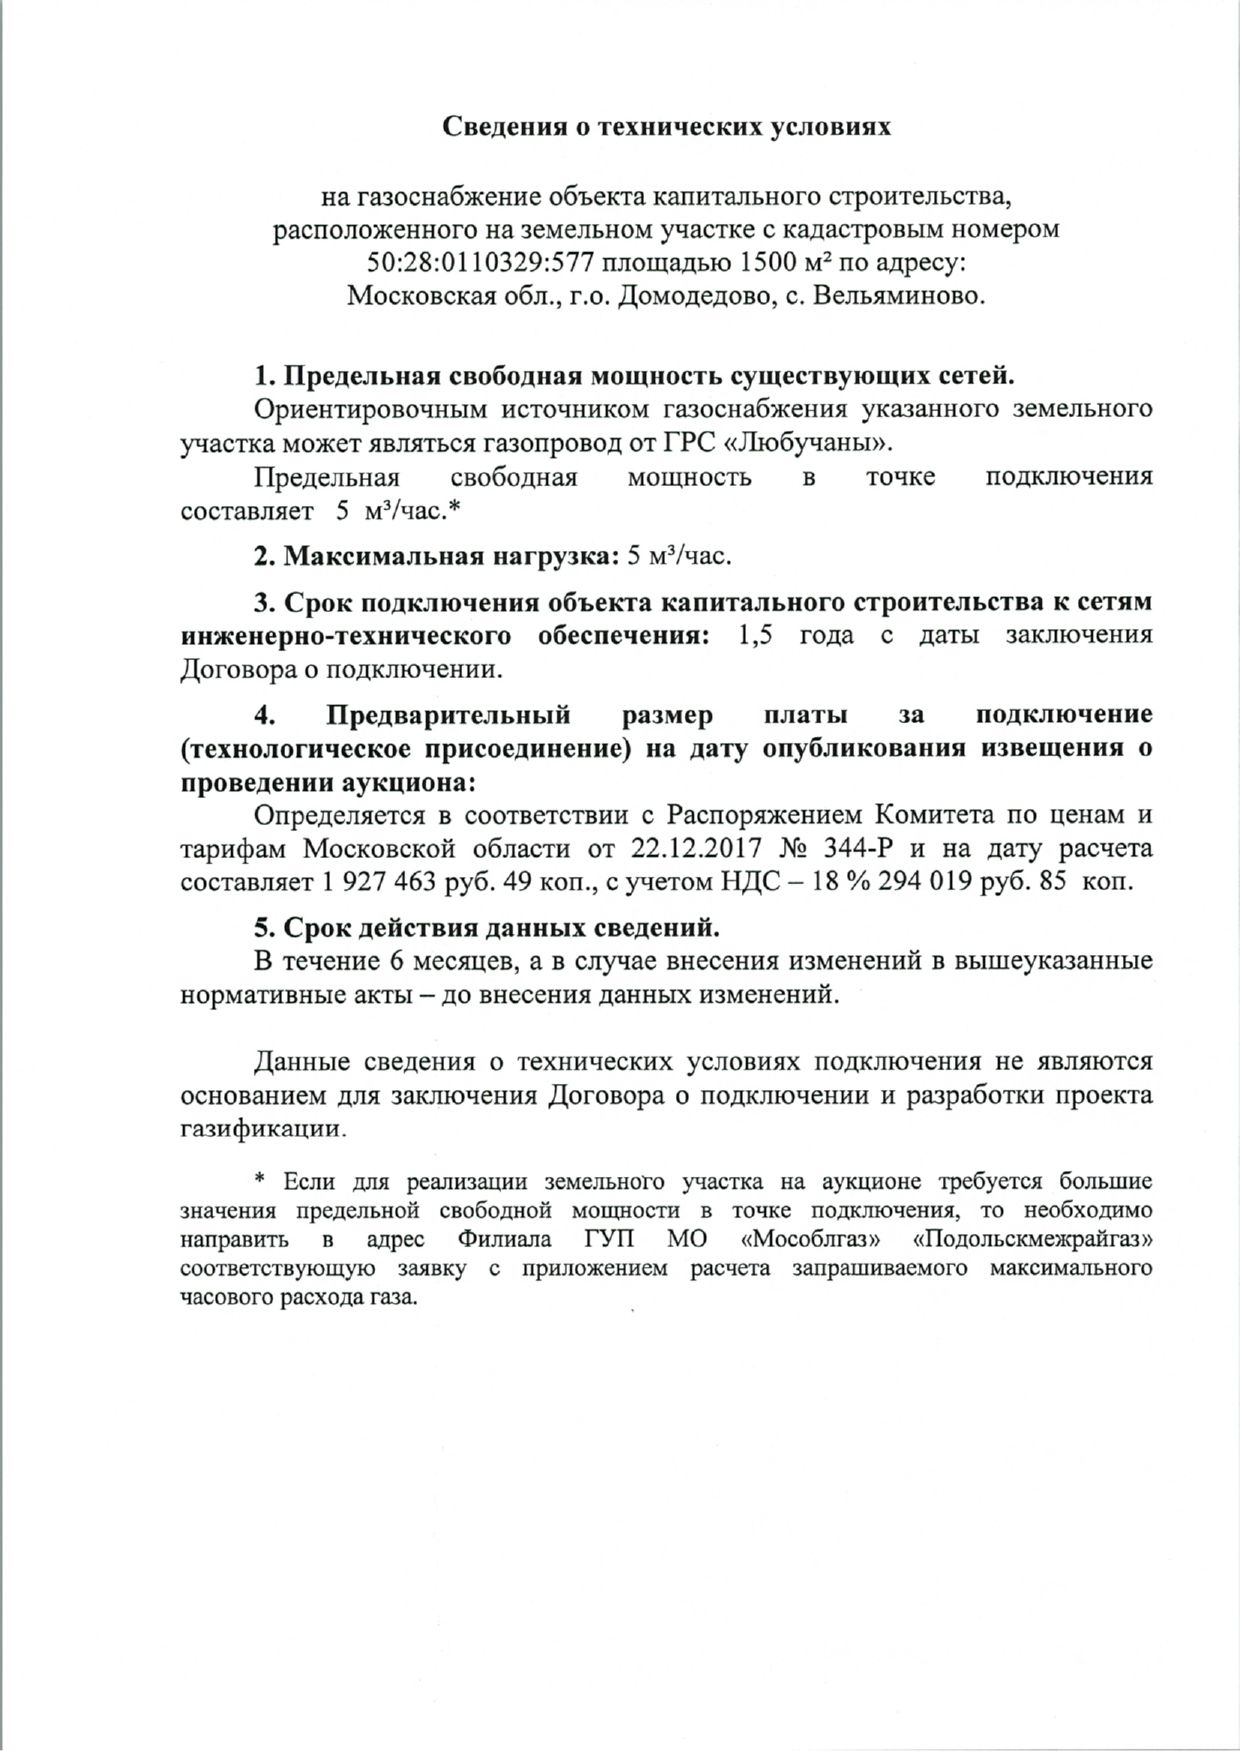 Сведения о технических условиях
на газоснабжение объекта капитального строительства,
расположенного на земельном участке с кадастровым номером
50:28:0110329:577 площадью 1500 м² по адресу:
Московская обл., г.о. Домодедово, с. Вельяминово.
1. Предельная свободная мощность существующих сетей.
Ориентировочным источником газоснабжения указанного земельного
участка может являться газопровод от ГРС «Любучаны».
Предельная свободная мощность в точке подключения
составляет 5 м³/час.*
2. Максимальная нагрузка: 5 м³/час.
3. Срок подключения объекта капитального строительства к сетям
инженерно-технического обеспечения: 1,5 года с даты заключения
Договора о подключении.
4. Предварительный размер платы за подключение
(технологическое присоединение) на дату опубликования извещения о
проведении аукциона:
Определяется в соответствии с Распоряжением Комитета по ценам и
тарифам Московской области от 22.12.2017 № 344-Р и на дату расчета
составляет 1 927 463 руб. 49 коп., с учетом НДС – 18 % 294 019 руб. 85 коп.
5. Срок действия данных сведений.
В течение 6 месяцев, а в случае внесения изменений в вышеуказанные
нормативные акты – до внесения данных изменений.
Данные сведения о технических условиях подключения не являются
основанием для заключения Договора о подключении и разработки проекта
газификации.
* Если для реализации земельного участка на аукционе требуется большие
значения предельной свободной мощности в точке подключения, то необходимо
направить в адрес Филиала ГУП МО «Мособлгаз» «Подольскмежрайгаз»
соответствующую заявку с приложением расчета запрашиваемого максимального
часового расхода газа.